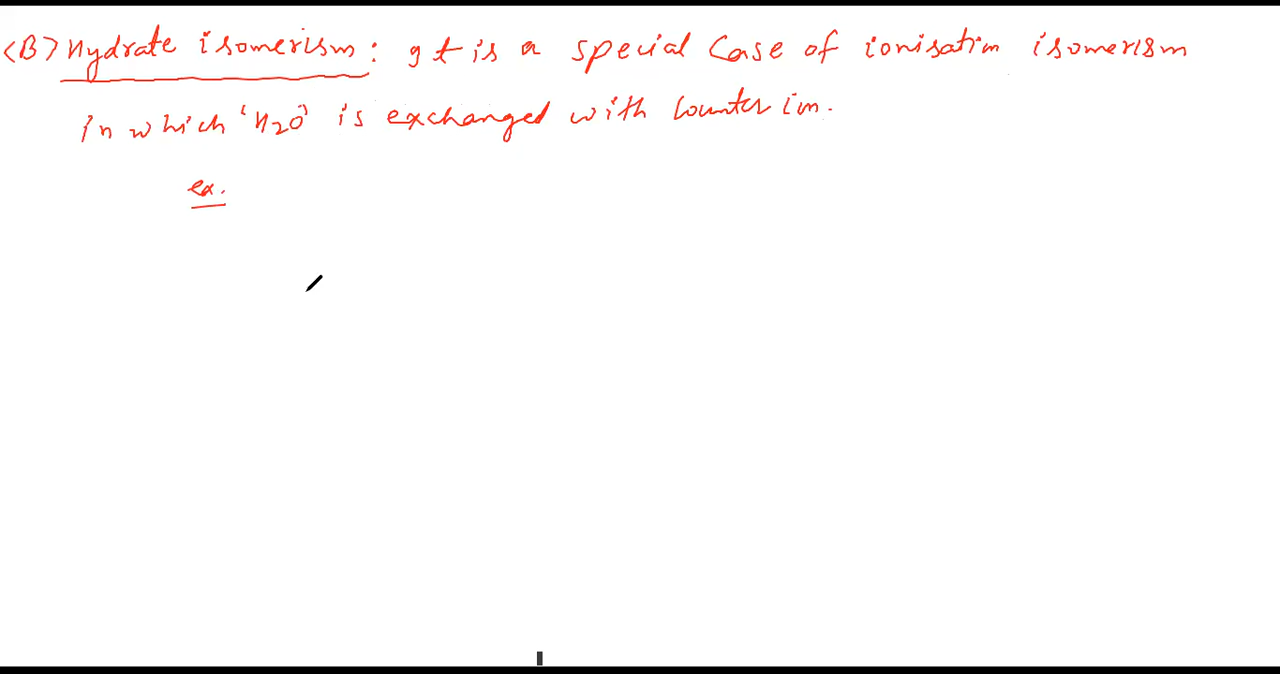 (B) Hydrate isomerism : It is a special case of ionisation isomerism
in which 'H2O' is exchanged with counter ion.
ex.